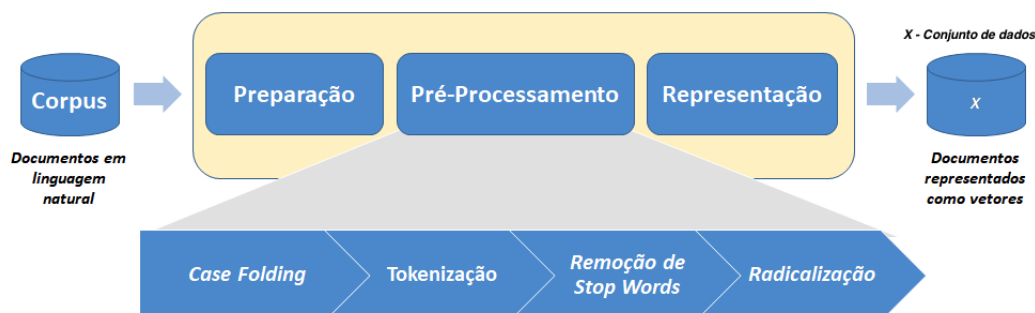 X - Conjunto de dados
Corpus
Preparação
Pré-Processamento
Representação
X
Documentos em
linguagem
natural
Documentos
representados
como vetores
Case Folding
Tokenização
Remoção de
Stop Words
Radicalização